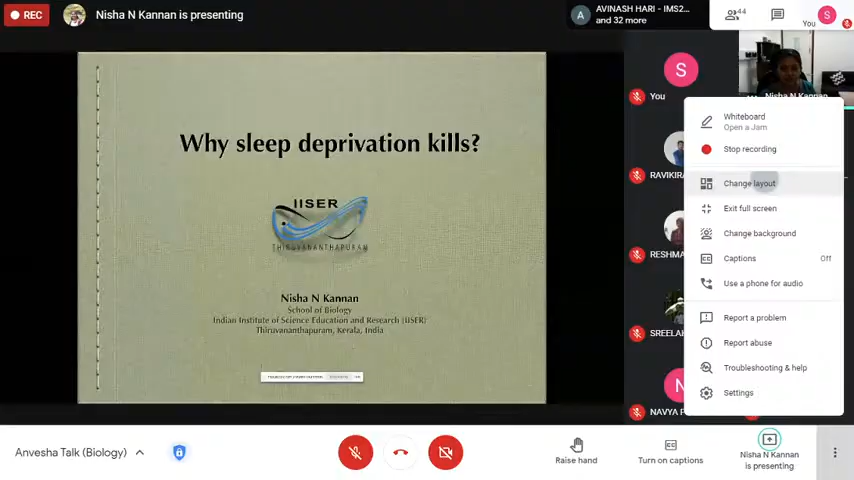 REC
Nisha N Kannan is presenting
AVINASH HARI - IMS2...
and 32 more
44
You
S
A
S
You
Nisha N Kannan
Why sleep deprivation kills?
IISER
THIRUVANANTHAPURAM
Nisha N Kannan
School of Biology
Indian Institute of Science Education and Research (IISER)
Thiruvananthapuram, Kerala, India
RAVIKIRA
RESHMA
SREELA
N
NAVYA P
Whiteboard
Open a Jam
Stop recording
Change layout
Exit full screen
Change background
Captions
Off
Use a phone for audio
Report a problem
Report abuse
Troubleshooting & help
Settings
Anvesha Talk (Biology)
Raise hand
Turn on captions
Nisha N Kannan
is presenting